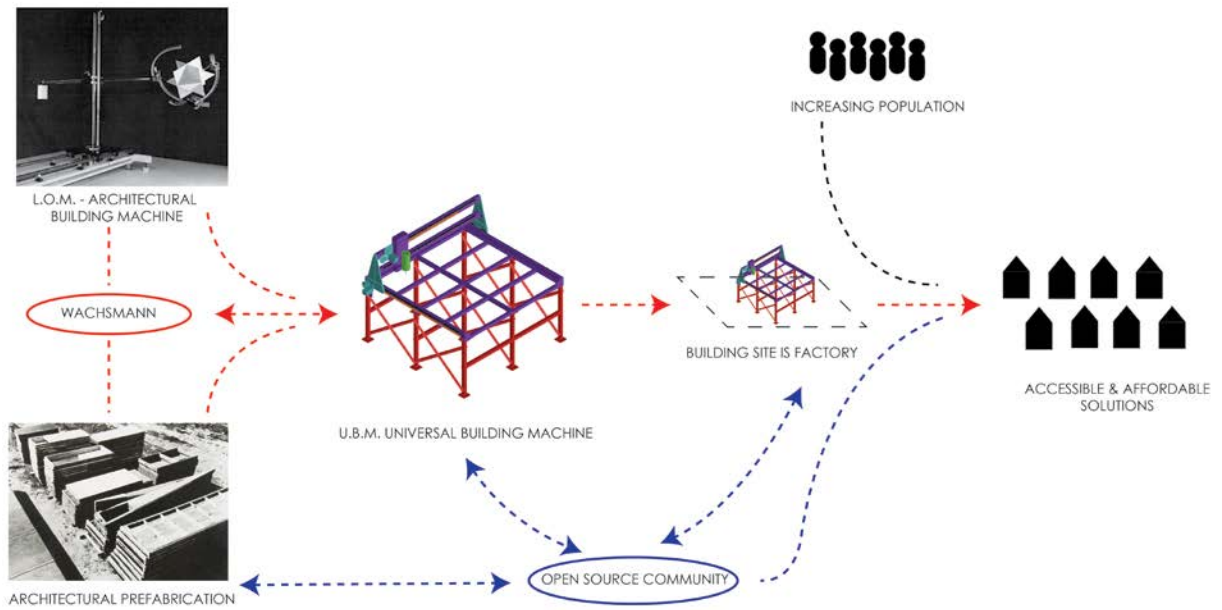 INCREASING POPULATION
L.O.M. - ARCHITECTURAL
BUILDING MACHINE
WACHSMANN
BUILDING SITE IS FACTORY
ACCESSIBLE & AFFORDABLE
SOLUTIONS
U.B.M. UNIVERSAL BUILDING MACHINE
OPEN SOURCE COMMUNITY
ARCHITECTURAL PREFABRICATION